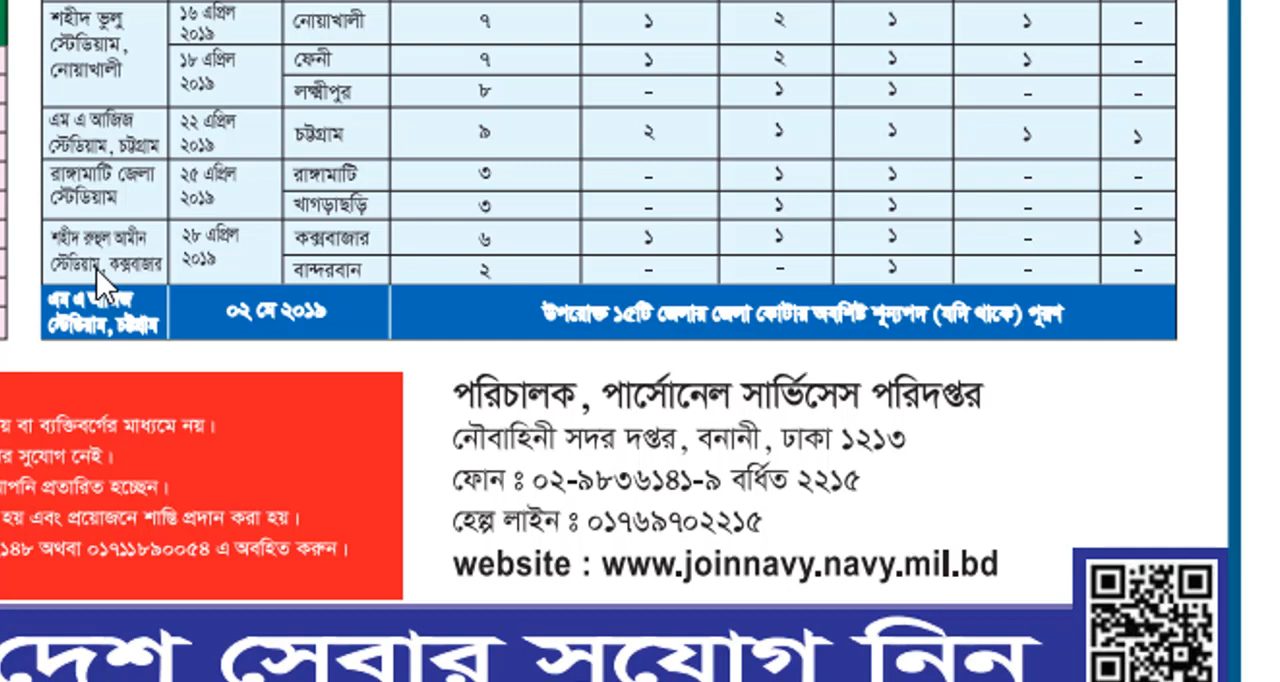 শহীদ ভুলু স্টেডিয়াম, নোয়াখালী
১৬ এপ্রিল ২০১৯
নোয়াখালী ৭ ১ ২ ১ ১ -
১৮ এপ্রিল ২০১৯
ফেনী ৭ ১ ২ ১ ১ -
লক্ষ্মীপুর ৮ - ১ ১ - -
এম এ আজিজ স্টেডিয়াম, চট্টগ্রাম
২২ এপ্রিল ২০১৯
চট্টগ্রাম ৯ ২ ১ ১ ১ ১
রাঙ্গামাটি জেলা স্টেডিয়াম
২৫ এপ্রিল ২০১৯
রাঙ্গামাটি ৩ - ১ ১ - -
খাগড়াছড়ি ৩ - ১ ১ - -
শহীদ রুহুল আমীন স্টেডিয়াম, কক্সবাজার
২৮ এপ্রিল ২০১৯
কক্সবাজার ৬ ১ ১ ১ - ১
বান্দরবান ২ - - ১ - -
এম এ আজিজ স্টেডিয়াম, চট্টগ্রাম
০২ মে ২০১৯
উপরোক্ত ১৫টি জেলার জেলা কোটার অবশিষ্ট শূন্যপদ (যদি থাকে) পূরণ
য় বা ব্যক্তিবর্গের মাধ্যমে নয়।
র সুযোগ নেই।
াপনি প্রতারিত হচ্ছেন।
হয় এবং প্রয়োজনে শাস্তি প্রদান করা হয়।
১৪৮ অথবা ০১৭১১৮৯০০৫৪ এ অবহিত করুন।
পরিচালক, পার্সোনেল সার্ভিসেস পরিদপ্তর
নৌবাহিনী সদর দপ্তর, বনানী, ঢাকা ১২১৩
ফোন ঃ ০২-৯৮৩৬১৪১-৯ বর্ধিত ২২১৫
হেল্প লাইন ঃ ০১৭৬৯৭০২২১৫
website : www.joinnavy.navy.mil.bd
দেশ সেবার সুযোগ নিন